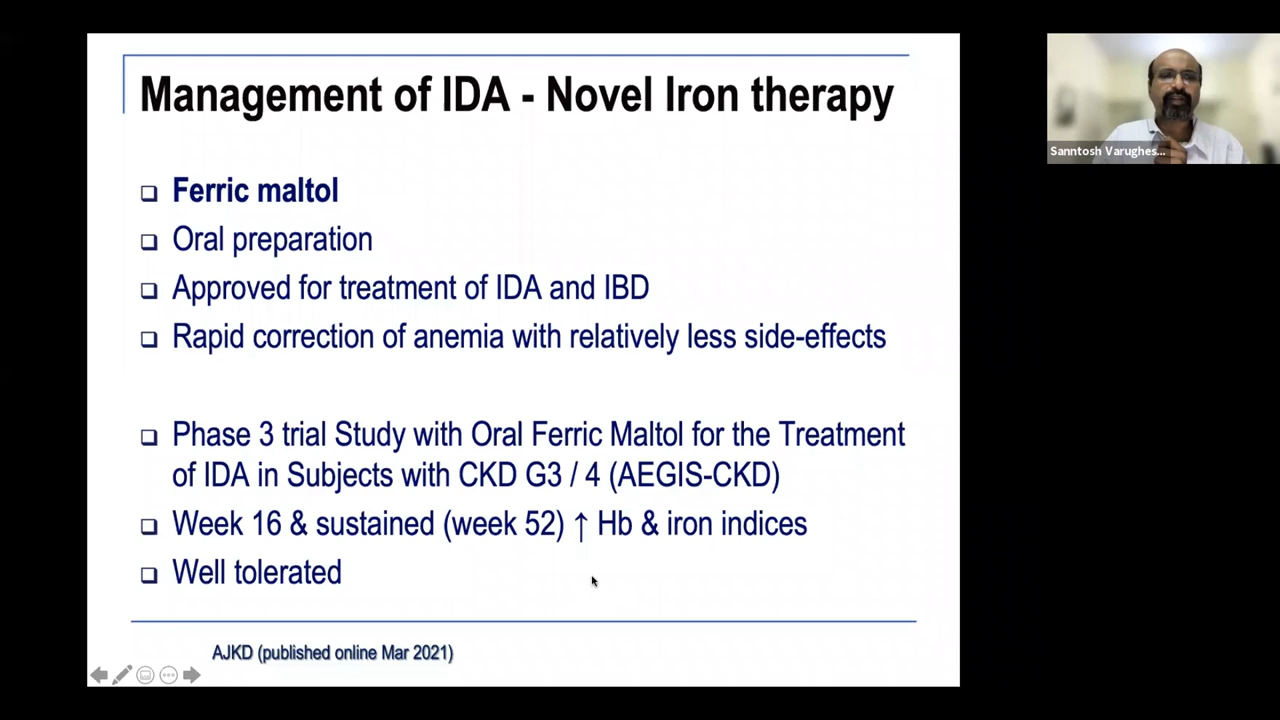 Management of IDA - Novel Iron therapy
Ferric maltol
Oral preparation
Approved for treatment of IDA and IBD
Rapid correction of anemia with relatively less side-effects
Phase 3 trial Study with Oral Ferric Maltol for the Treatment
of IDA in Subjects with CKD G3 / 4 (AEGIS-CKD)
Week 16 & sustained (week 52) ↑ Hb & iron indices
Well tolerated
AJKD (published online Mar 2021)
Sanntosh Varughes...